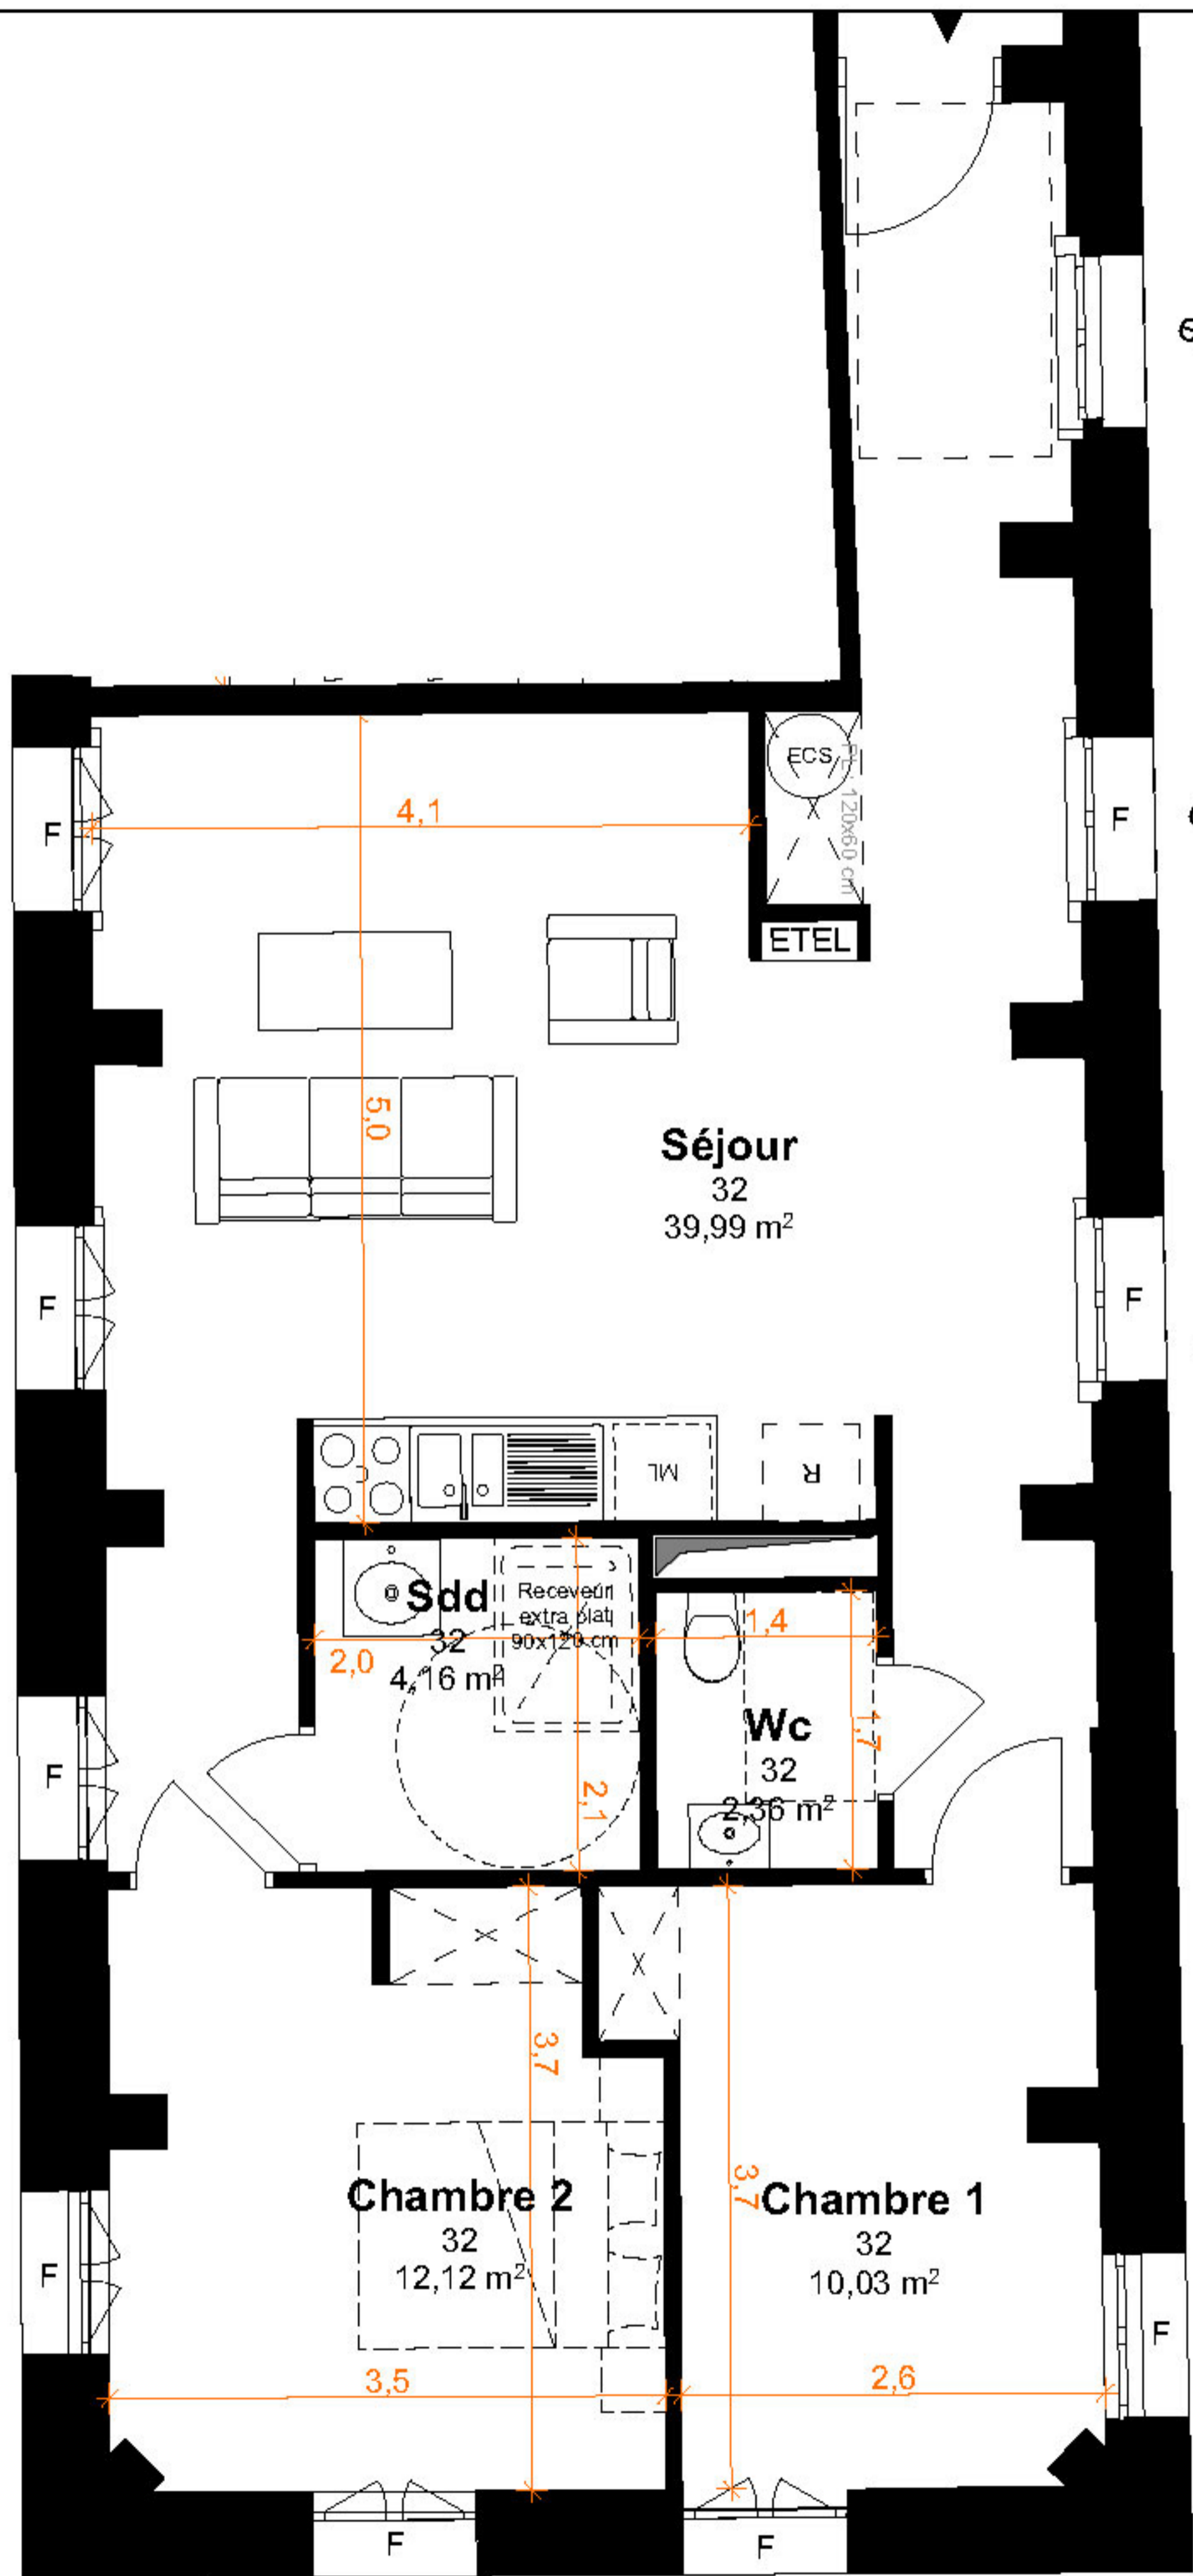 ECS
PL : 120x60 cm
4,1
F
F
ETEL
5,0
Séjour
32
39,99 m²
F
F
ML
R
Sdd
32
4,16 m²
Receveur
extra plat
90x120 cm
2,0
1,4
1,7
Wc
32
2,36 m²
2,1
F
3,7
3,7
Chambre 2
32
12,12 m²
Chambre 1
32
10,03 m²
F
F
3,5
2,6
F
F